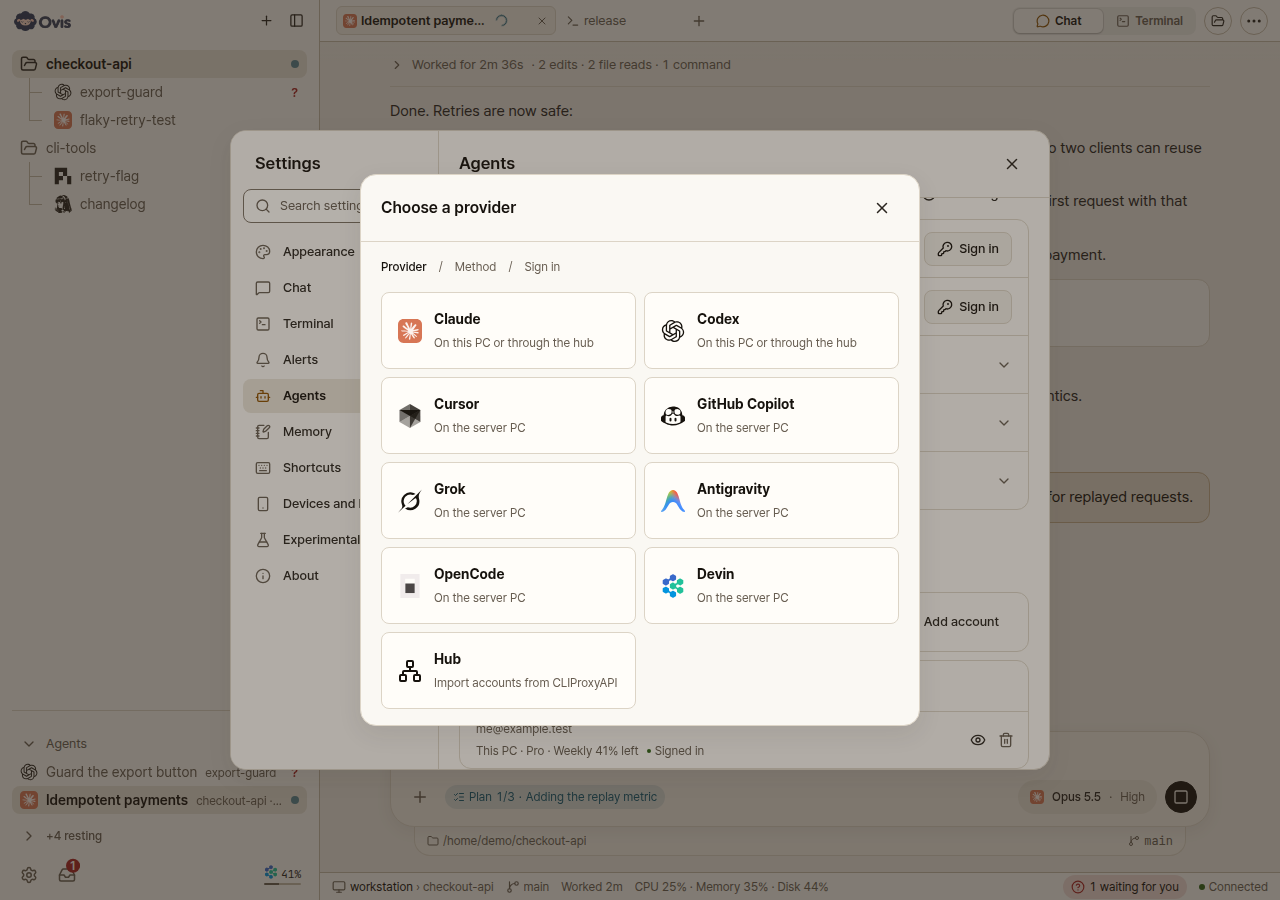 Ovis
checkout-api
export-guard ?
flaky-retry-test
cli-tools
retry-flag
changelog
Agents
Guard the export button export-guard ?
Idempotent payments checkout-api ·...
+4 resting
1
41%
Idempotent payme...
release
Chat
Terminal
Worked for 2m 36s · 2 edits · 2 file reads · 1 command
Done. Retries are now safe:
two clients can reuse
first request with that
payment.
for replayed requests.
Settings
Search setting
Appearance
Chat
Terminal
Alerts
Agents
Memory
Shortcuts
Devices and
Experimental
About
Agents
Sign in
Sign in
Add account
me@example.test
This PC · Pro · Weekly 41% left • Signed in
Choose a provider
Provider / Method / Sign in
Claude
On this PC or through the hub
Codex
On this PC or through the hub
Cursor
On the server PC
GitHub Copilot
On the server PC
Grok
On the server PC
Antigravity
On the server PC
OpenCode
On the server PC
Devin
On the server PC
Hub
Import accounts from CLIProxyAPI
Plan 1/3 · Adding the replay metric
Opus 5.5 · High
/home/demo/checkout-api
main
workstation › checkout-api
main
Worked 2m
CPU 25% · Memory 35% · Disk 44%
1 waiting for you
Connected